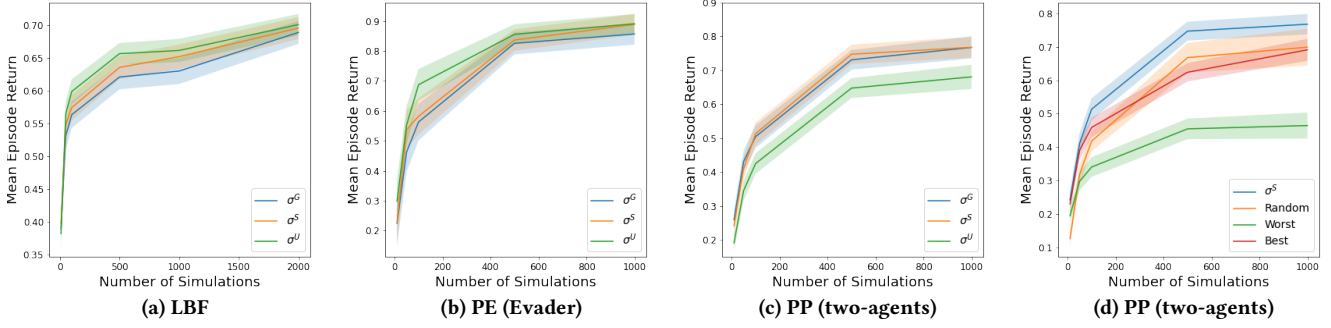 Mean Episode Return
0.70
0.65
0.60
0.55
0.50
0.45
0.40
0.35
0 500 1000 1500 2000
Number of Simulations
σ^G
σ^S
σ^U
(a) LBF
Mean Episode Return
0.9
0.8
0.7
0.6
0.5
0.4
0.3
0.2
0 200 400 600 800 1000
Number of Simulations
σ^G
σ^S
σ^U
(b) PE (Evader)
Mean Episode Return
0.9
0.8
0.7
0.6
0.5
0.4
0.3
0.2
0 200 400 600 800 1000
Number of Simulations
σ^G
σ^S
σ^U
(c) PP (two-agents)
Mean Episode Return
0.8
0.7
0.6
0.5
0.4
0.3
0.2
0.1
0 200 400 600 800 1000
Number of Simulations
σ^S
Random
Worst
Best
(d) PP (two-agents)